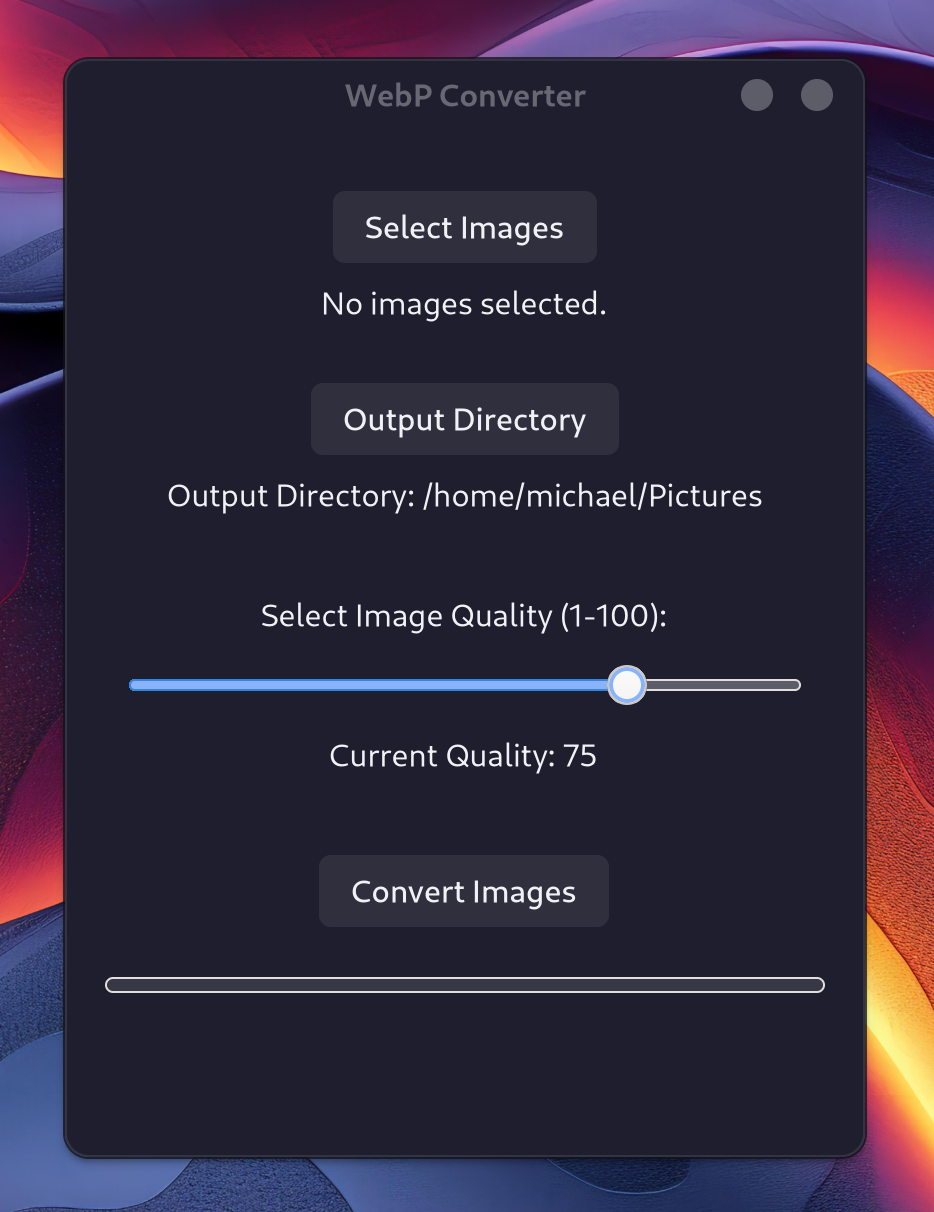 WebP Converter
Select Images
No images selected.
Output Directory
Output Directory: /home/michael/Pictures
Select Image Quality (1-100):
Current Quality: 75
Convert Images